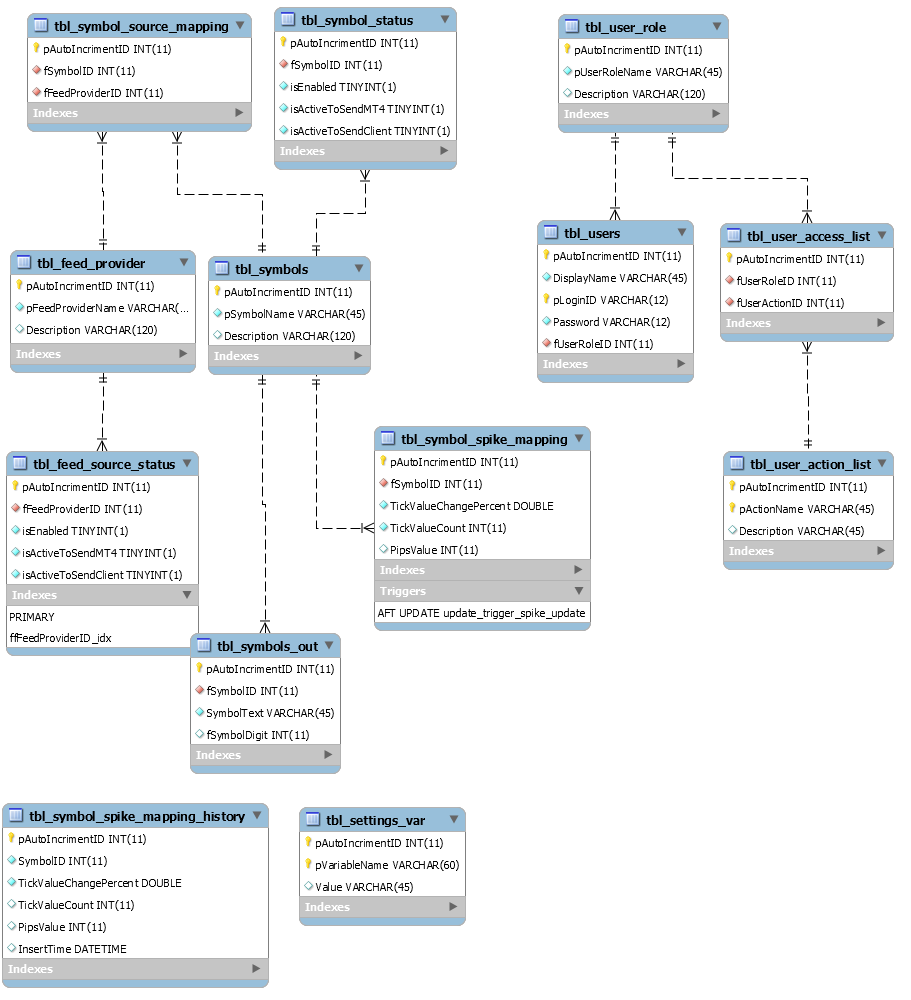 tbl_symbol_source_mapping
pAutoIncrimentID INT(11)
fSymbolID INT(11)
fFeedProviderID INT(11)
Indexes
tbl_symbol_status
pAutoIncrimentID INT(11)
fSymbolID INT(11)
isEnabled TINYINT(1)
isActiveToSendMT4 TINYINT(1)
isActiveToSendClient TINYINT(1)
Indexes
tbl_user_role
pAutoIncrimentID INT(11)
pUserRoleName VARCHAR(45)
Description VARCHAR(120)
Indexes
tbl_feed_provider
pAutoIncrimentID INT(11)
pFeedProviderName VARCHAR(...
Description VARCHAR(120)
Indexes
tbl_symbols
pAutoIncrimentID INT(11)
pSymbolName VARCHAR(45)
Description VARCHAR(120)
Indexes
tbl_users
pAutoIncrimentID INT(11)
DisplayName VARCHAR(45)
pLoginID VARCHAR(12)
Password VARCHAR(12)
fUserRoleID INT(11)
Indexes
tbl_user_access_list
pAutoIncrimentID INT(11)
fUserRoleID INT(11)
fUserActionID INT(11)
Indexes
tbl_feed_source_status
pAutoIncrimentID INT(11)
fFeedProviderID INT(11)
isEnabled TINYINT(1)
isActiveToSendMT4 TINYINT(1)
isActiveToSendClient TINYINT(1)
Indexes
PRIMARY
ffFeedProviderID_idx
tbl_symbol_spike_mapping
pAutoIncrimentID INT(11)
fSymbolID INT(11)
TickValueChangePercent DOUBLE
TickValueCount INT(11)
PipsValue INT(11)
Indexes
Triggers
AFT UPDATE update_trigger_spike_update
tbl_user_action_list
pAutoIncrimentID INT(11)
pActionName VARCHAR(45)
Description VARCHAR(45)
Indexes
tbl_symbols_out
pAutoIncrimentID INT(11)
fSymbolID INT(11)
SymbolText VARCHAR(45)
fSymbolDigit INT(11)
Indexes
tbl_symbol_spike_mapping_history
pAutoIncrimentID INT(11)
SymbolID INT(11)
TickValueChangePercent DOUBLE
TickValueCount INT(11)
PipsValue INT(11)
InsertTime DATETIME
Indexes
tbl_settings_var
pAutoIncrimentID INT(11)
pVariableName VARCHAR(60)
Value VARCHAR(45)
Indexes